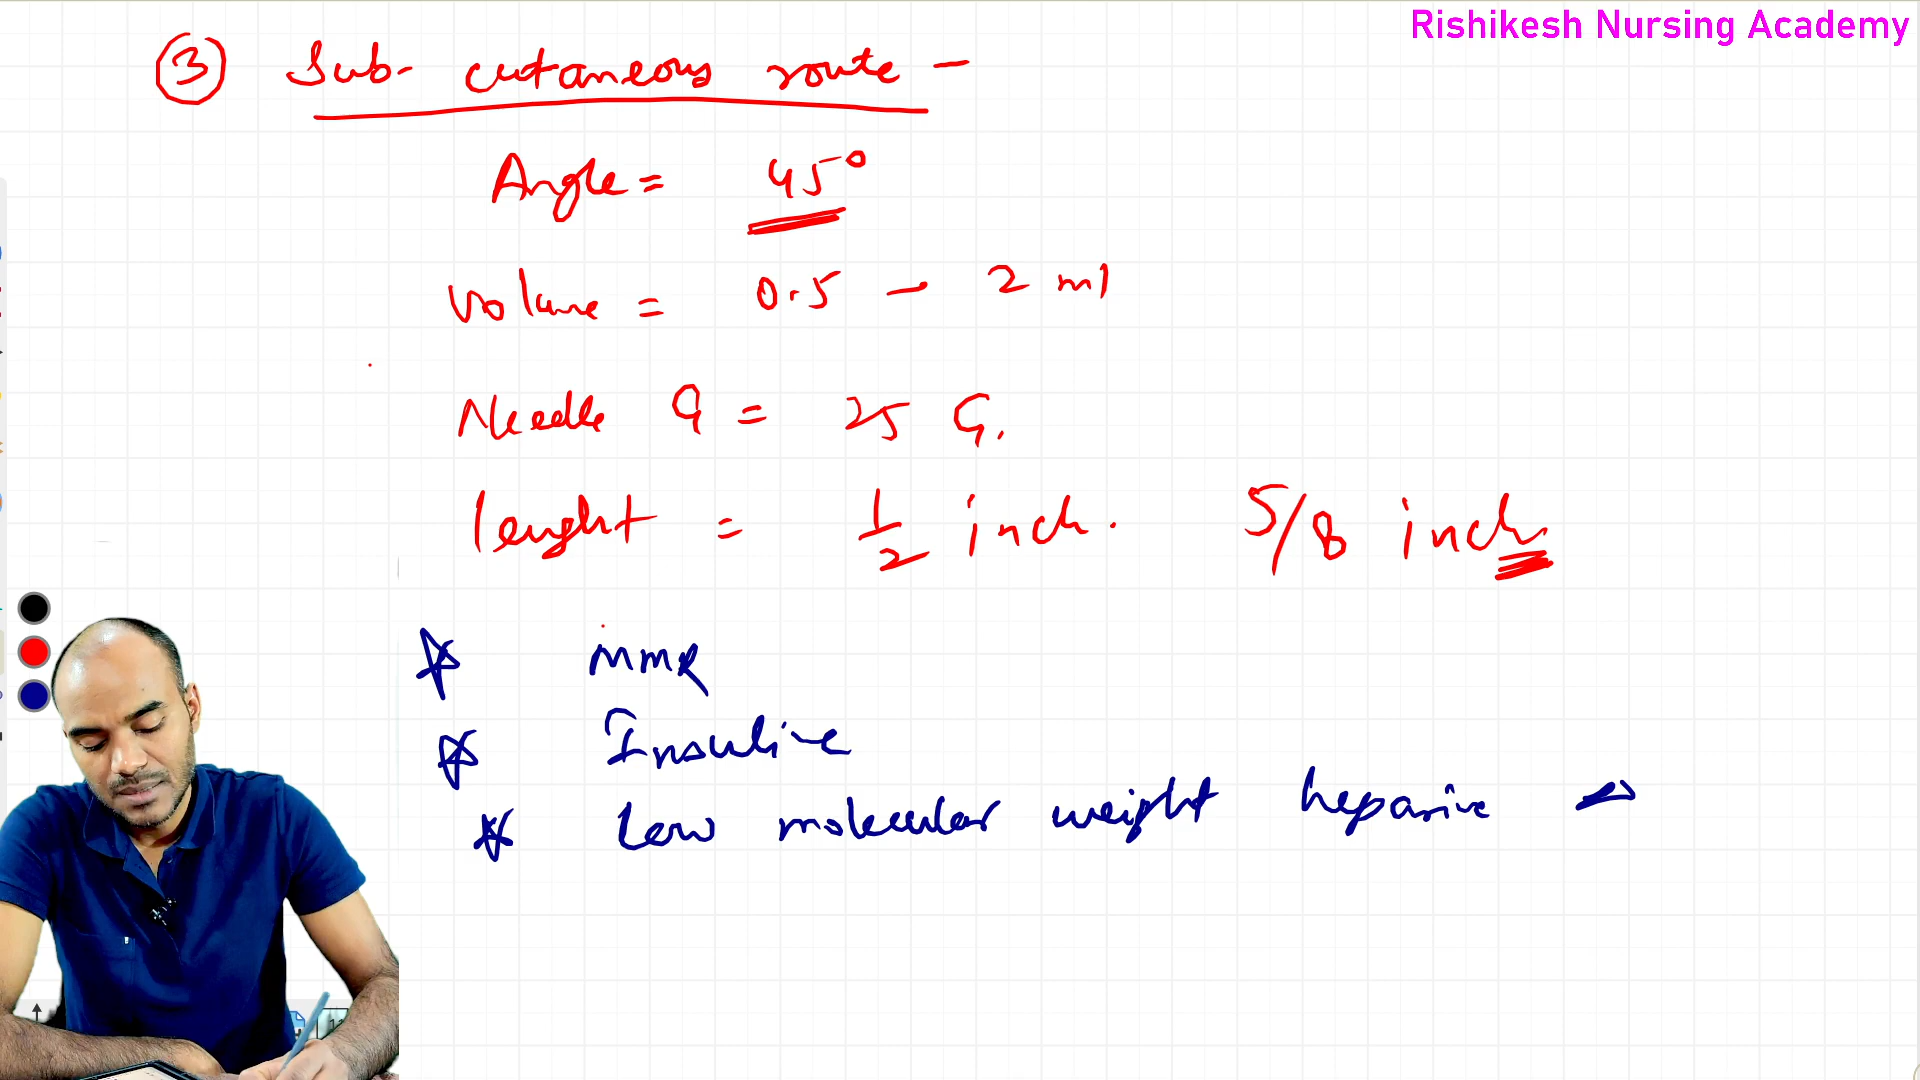 Rishikesh Nursing Academy
③ Sub-cutaneous route -
Angle = 45°
Volume = 0.5 - 2 ml
Needle G = 25 G.
lenght = 1/2 inch. 5/8 inch
☆ MMR
☆ Insuline
☆ Low molecular weight heparine